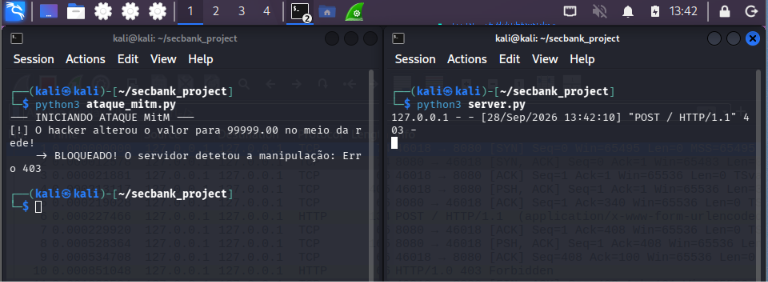 1 2 3 4 2 13:42
kali@kali: ~/secbank_project
Session Actions Edit View Help
(kali㉿kali)-[~/secbank_project]
$ python3 ataque_mitm.py
── INICIANDO ATAQUE MitM ──
[!] O hacker alterou o valor para 99999.00 no meio da r
ede!
→ BLOQUEADO! O servidor detetou a manipulação: Err
o 403
(kali㉿kali)-[~/secbank_project]
$
kali@kali: ~/secbank_project
Session Actions Edit View Help
(kali㉿kali)-[~/secbank_project]
$ python3 server.py
127.0.0.1 - - [28/Sep/2026 13:42:10] "POST / HTTP/1.1" 4
03 -